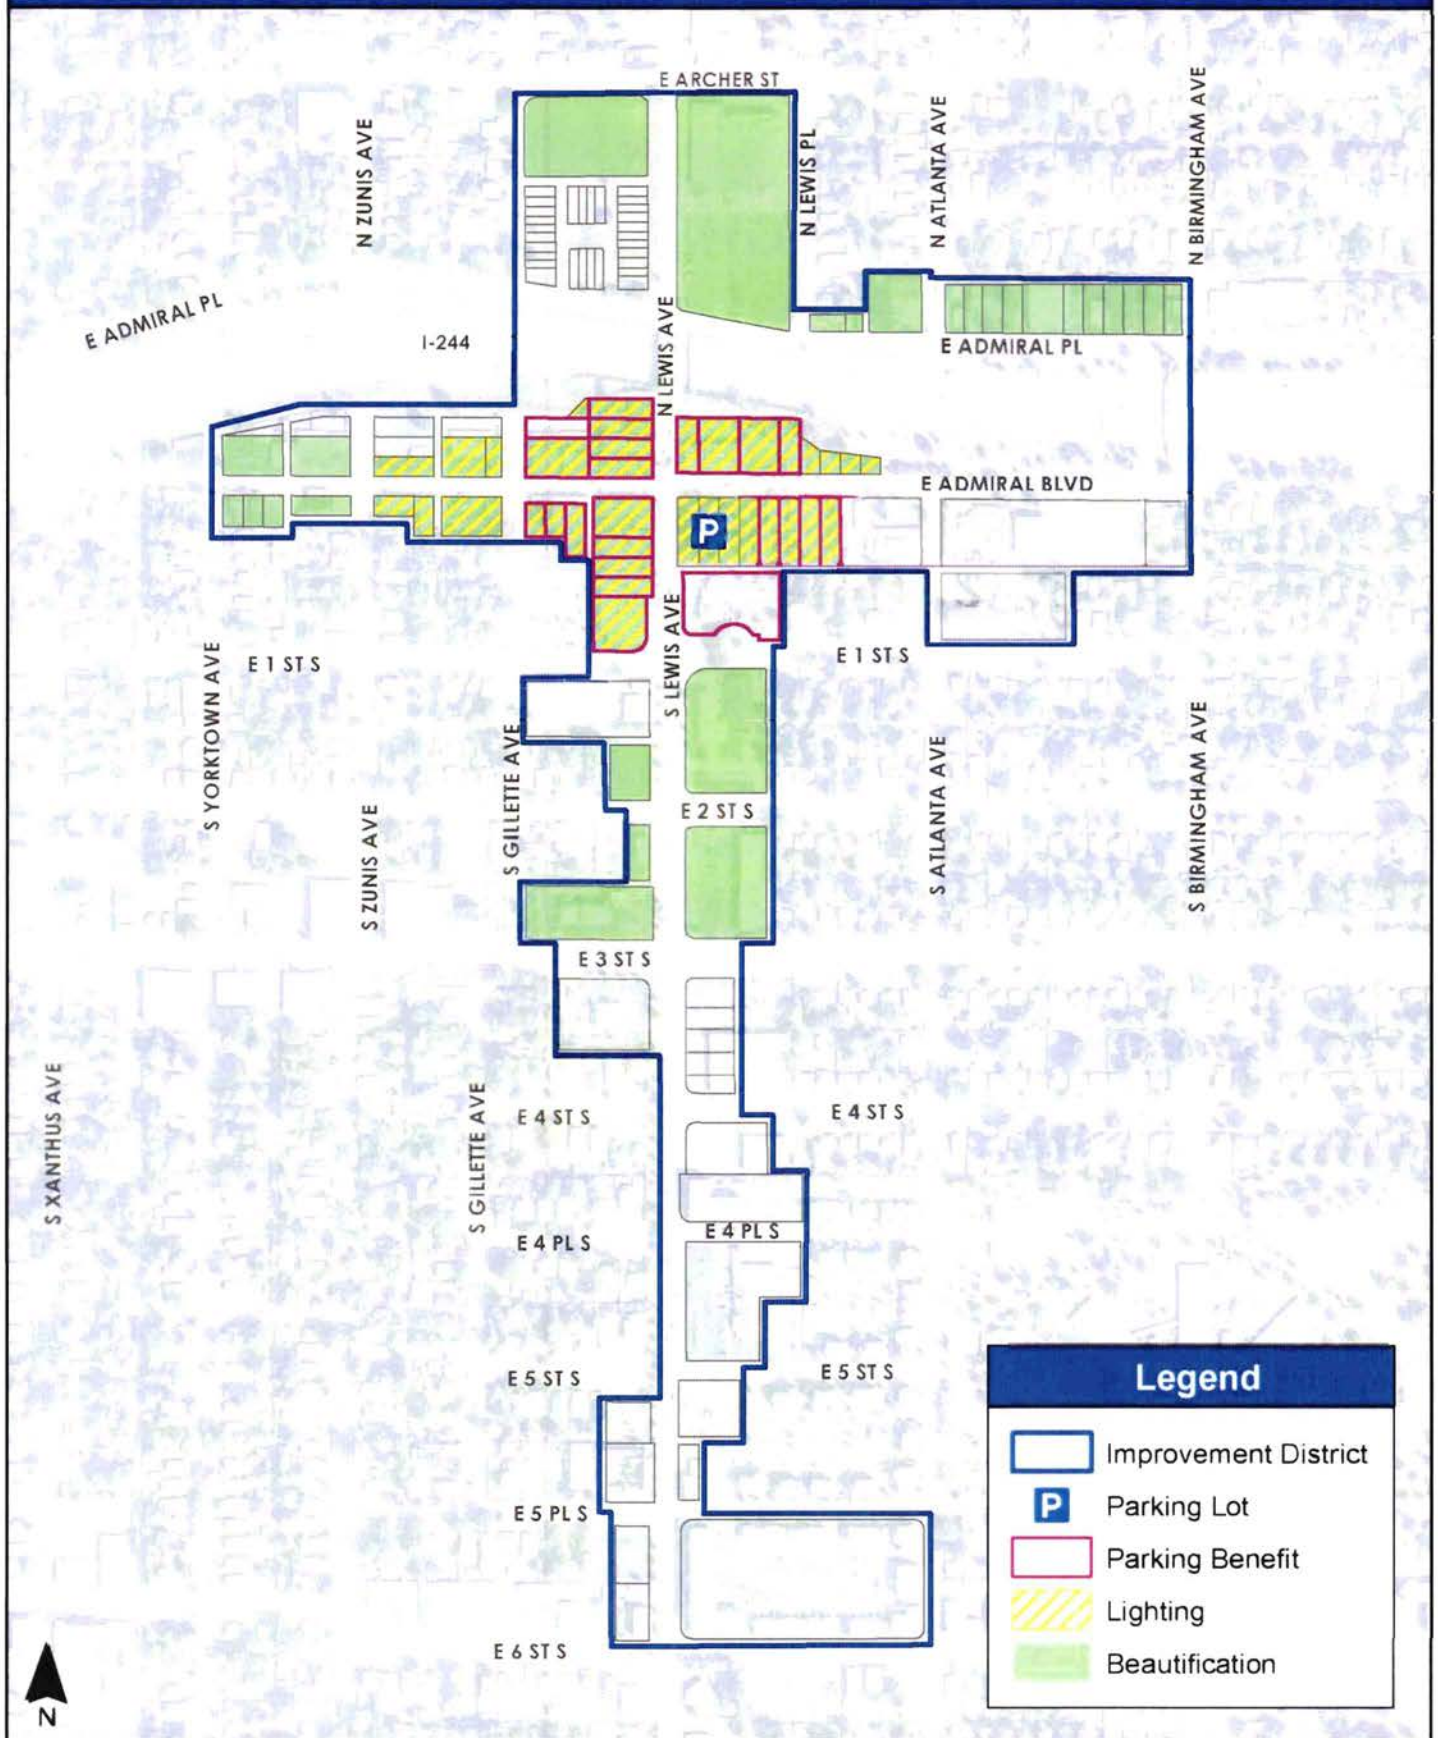 E ARCHER ST
N ZUNIS AVE
N LEWIS PL
N ATLANTA AVE
N BIRMINGHAM AVE
E ADMIRAL PL
I-244
N LEWIS AVE
E ADMIRAL PL
E ADMIRAL BLVD
P
S YORKTOWN AVE
E 1 ST S
S LEWIS AVE
E 1 ST S
S ZUNIS AVE
S GILLETTE AVE
E 2 ST S
S ATLANTA AVE
S BIRMINGHAM AVE
E 3 ST S
S XANTHUS AVE
S GILLETTE AVE
E 4 ST S
E 4 ST S
E 4 PL S
E 4 PL S
E 5 ST S
E 5 ST S
E 5 PL S
E 6 ST S
N
Legend
Improvement District
P Parking Lot
Parking Benefit
Lighting
Beautification